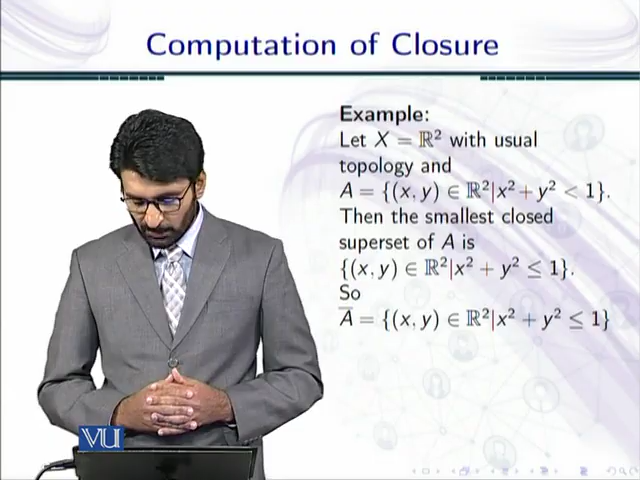 Computation of Closure
Example:
Let X = ℝ² with usual
topology and
A = {(x, y) ∈ ℝ²|x² + y² < 1}.
Then the smallest closed
superset of A is
{(x, y) ∈ ℝ²|x² + y² ≤ 1}.
So
A̅ = {(x, y) ∈ ℝ²|x² + y² ≤ 1}
VU